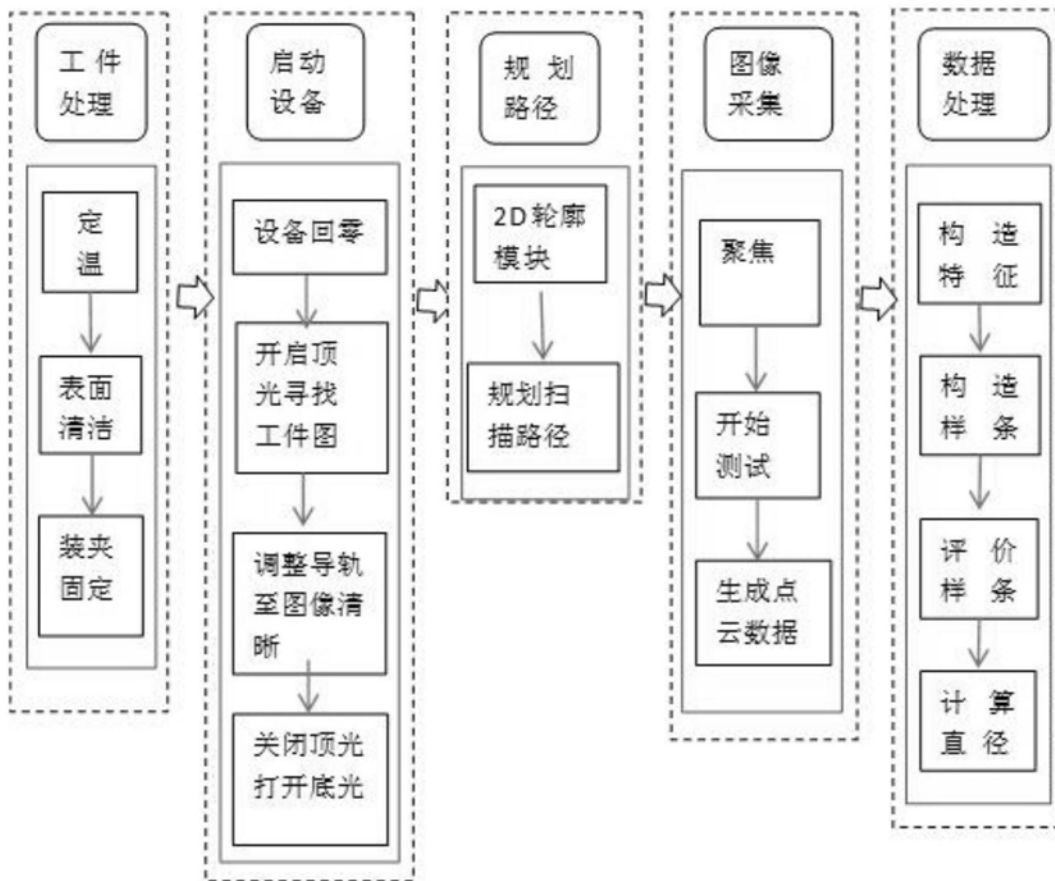 工件
处理
定
温
表面
清洁
装夹
固定
启动
设备
设备回零
开启顶
光寻找
工件图
调整导轨
至图像清
晰
关闭顶光
打开底光
规划
路径
2D轮廓
模块
规划扫
描路径
图像
采集
聚焦
开始
测试
生成点
云数据
数据
处理
构造
特征
构造
样条
评价
样条
计算
直径